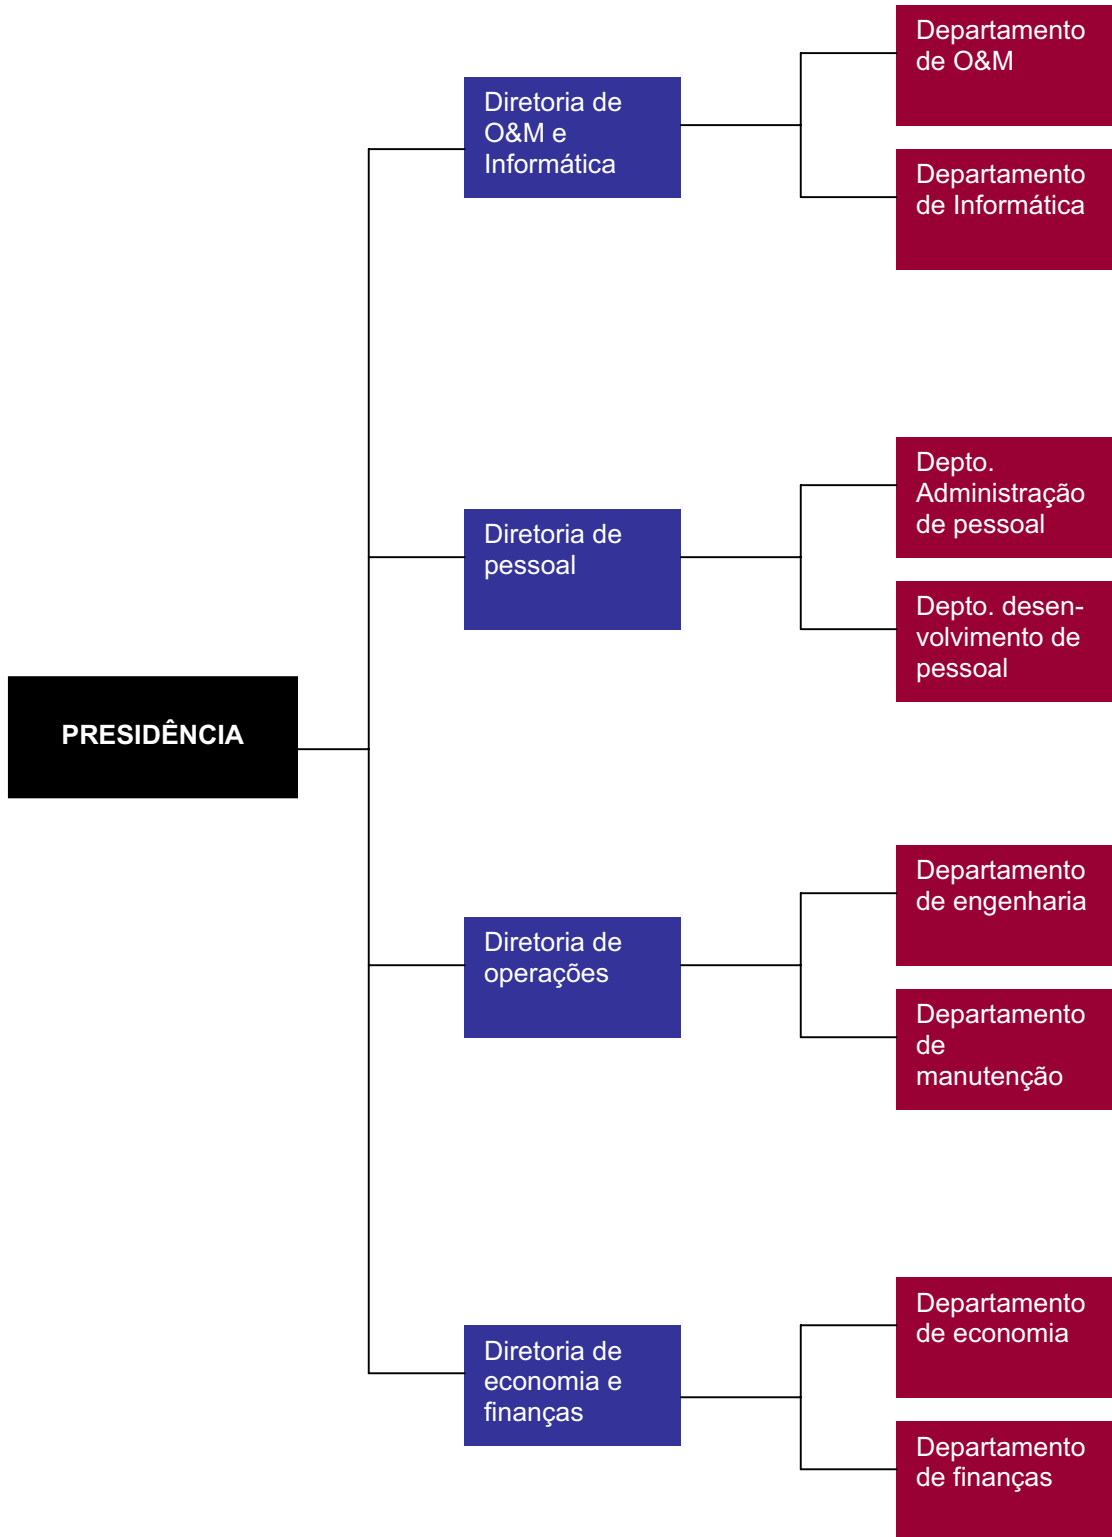 Departamento
de O&M
Diretoria de
O&M e
Informática
Departamento
de Informática
Depto.
Administração
de pessoal
Diretoria de
pessoal
Depto. desen-
volvimento de
pessoal
PRESIDÊNCIA
Departamento
de engenharia
Diretoria de
operações
Departamento
de
manutenção
Departamento
de economia
Diretoria de
economia e
finanças
Departamento
de finanças